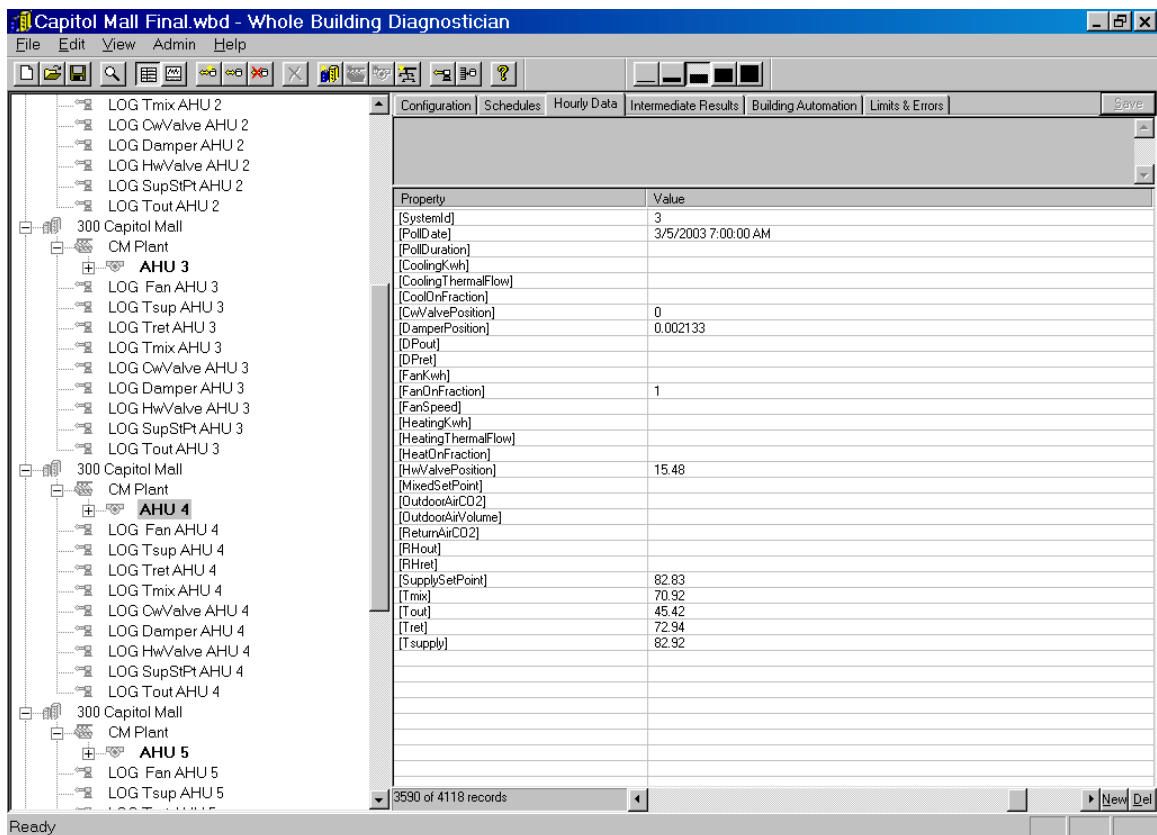 Capitol Mall Final.wbd - Whole Building Diagnostician
File Edit View Admin Help
LOG Tmix AHU 2
LOG CwValve AHU 2
LOG Damper AHU 2
LOG HwValve AHU 2
LOG SupStPt AHU 2
LOG Tout AHU 2
300 Capitol Mall
CM Plant
AHU 3
LOG Fan AHU 3
LOG Tsup AHU 3
LOG Tret AHU 3
LOG Tmix AHU 3
LOG CwValve AHU 3
LOG Damper AHU 3
LOG HwValve AHU 3
LOG SupStPt AHU 3
LOG Tout AHU 3
300 Capitol Mall
CM Plant
AHU 4
LOG Fan AHU 4
LOG Tsup AHU 4
LOG Tret AHU 4
LOG Tmix AHU 4
LOG CwValve AHU 4
LOG Damper AHU 4
LOG HwValve AHU 4
LOG SupStPt AHU 4
LOG Tout AHU 4
300 Capitol Mall
CM Plant
AHU 5
LOG Fan AHU 5
LOG Tsup AHU 5
Configuration Schedules Hourly Data Intermediate Results Building Automation Limits & Errors Save
Property Value
[SystemId] 3
[PollDate] 3/5/2003 7:00:00 AM
[PollDuration]
[CoolingKwh]
[CoolingThermalFlow]
[CoolOnFraction]
[CwValvePosition] 0
[DamperPosition] 0.002133
[DPout]
[DPret]
[FanKwh]
[FanOnFraction] 1
[FanSpeed]
[HeatingKwh]
[HeatingThermalFlow]
[HeatOnFraction]
[HwValvePosition] 15.48
[MixedSetPoint]
[OutdoorAirCO2]
[OutdoorAirVolume]
[ReturnAirCO2]
[RHout]
[RHret]
[SupplySetPoint] 82.83
[Tmix] 70.92
[Tout] 45.42
[Tret] 72.94
[Tsupply] 82.92
3590 of 4118 records
New Del
Ready